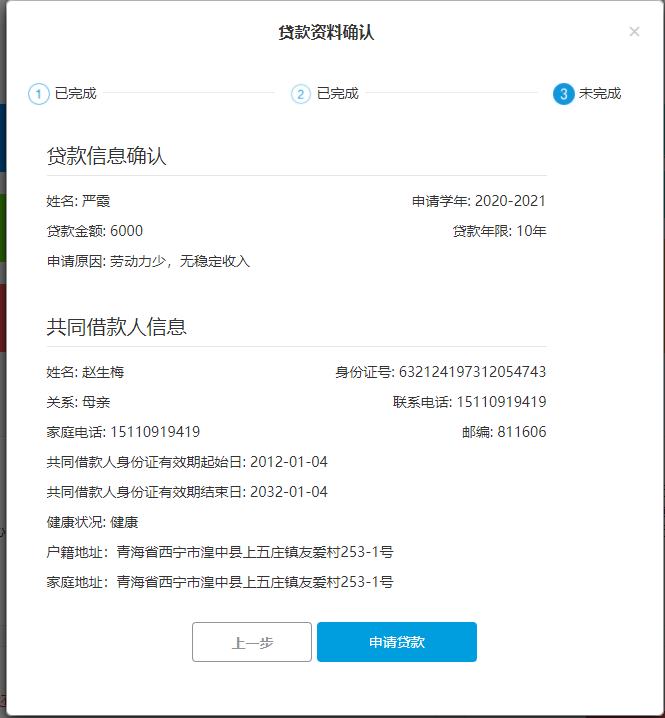 贷款资料确认 ×
1 已完成 2 已完成 3 未完成
贷款信息确认
姓名: 严霞 申请学年: 2020-2021
贷款金额: 6000 贷款年限: 10年
申请原因: 劳动力少，无稳定收入
共同借款人信息
姓名: 赵生梅 身份证号: 632124197312054743
关系: 母亲 联系电话: 15110919419
家庭电话: 15110919419 邮编: 811606
共同借款人身份证有效期起始日: 2012-01-04
共同借款人身份证有效期结束日: 2032-01-04
健康状况: 健康
户籍地址：青海省西宁市湟中县上五庄镇友爱村253-1号
家庭地址：青海省西宁市湟中县上五庄镇友爱村253-1号
上一步 申请贷款